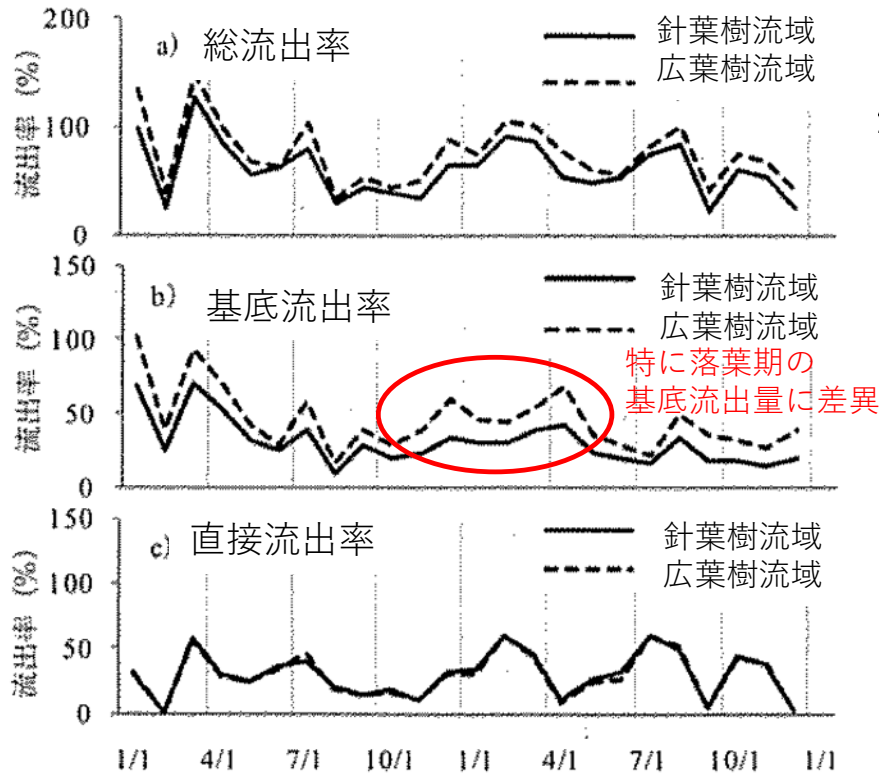 200
a) 総流出率
針葉樹流域
広葉樹流域
100
流出率 (%)
0
150
b) 基底流出率
針葉樹流域
広葉樹流域
100
特に落葉期の
基底流出量に差異
流出率 (%)
50
0
150
c) 直接流出率
針葉樹流域
広葉樹流域
100
流出率 (%)
50
0
1/1 4/1 7/1 10/1 1/1 4/1 7/1 10/1 1/1